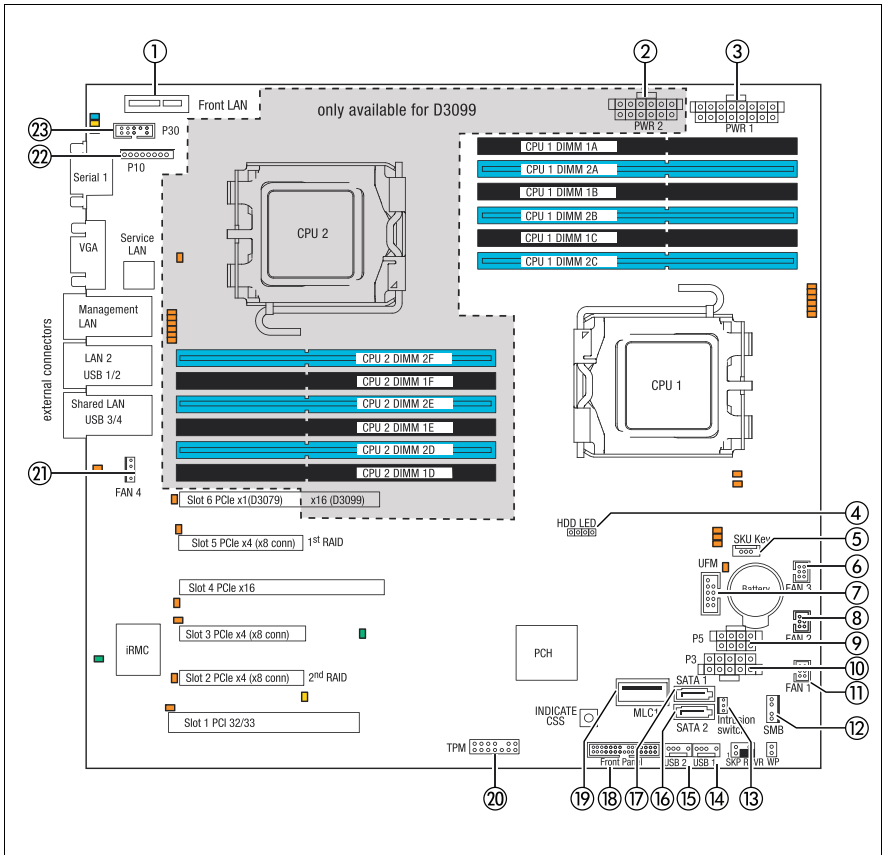 ① ② ③
Front LAN
only available for D3099
PWR 2
PWR 1
㉓ P30
㉒ P10
Serial 1
VGA
Service
LAN
CPU 2
CPU 1 DIMM 1A
CPU 1 DIMM 2A
CPU 1 DIMM 1B
CPU 1 DIMM 2B
CPU 1 DIMM 1C
CPU 1 DIMM 2C
external connectors
Management
LAN
LAN 2
USB 1/2
Shared LAN
USB 3/4
CPU 2 DIMM 2F
CPU 2 DIMM 1F
CPU 2 DIMM 2E
CPU 2 DIMM 1E
CPU 2 DIMM 2D
CPU 2 DIMM 1D
CPU 1
㉑
FAN 4
Slot 6 PCIe x1(D3079) x16 (D3099)
Slot 5 PCIe x4 (x8 conn) 1st RAID
Slot 4 PCIe x16
Slot 3 PCIe x4 (x8 conn)
iRMC
Slot 2 PCIe x4 (x8 conn) 2nd RAID
Slot 1 PCI 32/33
HDD LED ④
SKU Key ⑤
UFM
Battery
FAN 3 ⑥
⑦
FAN 2 ⑧
P5 ⑨
P3 ⑩
FAN 1 ⑪
PCH
SATA 1
MLC1
SATA 2
Intrusion
switch
SMB ⑫
INDICATE
CSS
TPM
Front Panel
USB 2
USB 1
SKP RCVR WP
⑳ ⑲ ⑱ ⑰ ⑯ ⑮ ⑭ ⑬